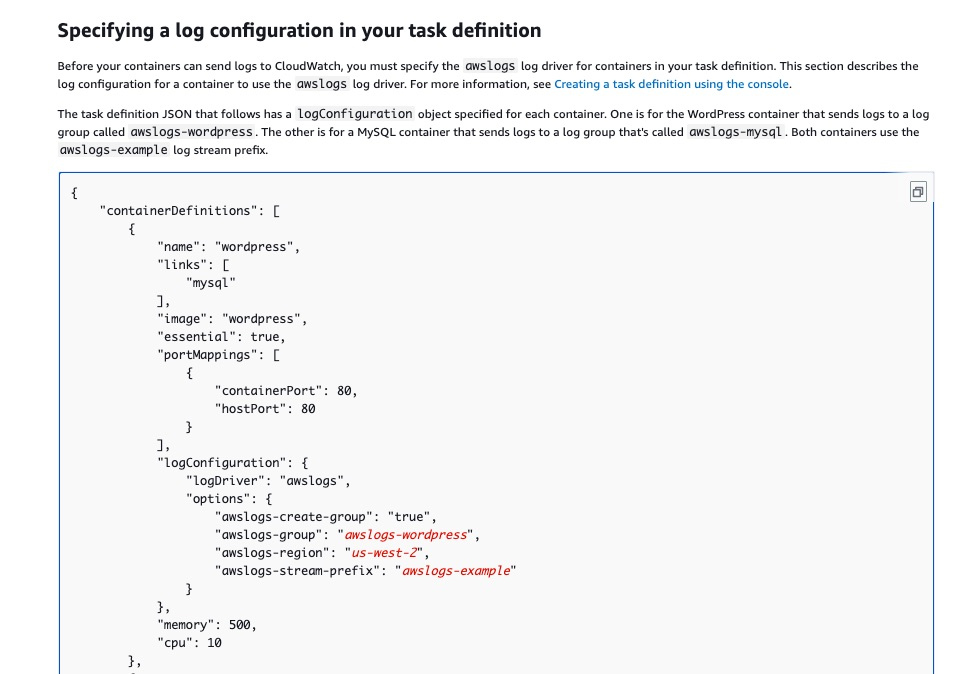 Specifying a log configuration in your task definition
Before your containers can send logs to CloudWatch, you must specify the awslogs log driver for containers in your task definition. This section describes the
log configuration for a container to use the awslogs log driver. For more information, see Creating a task definition using the console.
The task definition JSON that follows has a logConfiguration object specified for each container. One is for the WordPress container that sends logs to a log
group called awslogs-wordpress. The other is for a MySQL container that sends logs to a log group that's called awslogs-mysql. Both containers use the
awslogs-example log stream prefix.
{
    "containerDefinitions": [
        {
            "name": "wordpress",
            "links": [
                "mysql"
            ],
            "image": "wordpress",
            "essential": true,
            "portMappings": [
                {
                    "containerPort": 80,
                    "hostPort": 80
                }
            ],
            "logConfiguration": {
                "logDriver": "awslogs",
                "options": {
                    "awslogs-create-group": "true",
                    "awslogs-group": "awslogs-wordpress",
                    "awslogs-region": "us-west-2",
                    "awslogs-stream-prefix": "awslogs-example"
                }
            },
            "memory": 500,
            "cpu": 10
        },